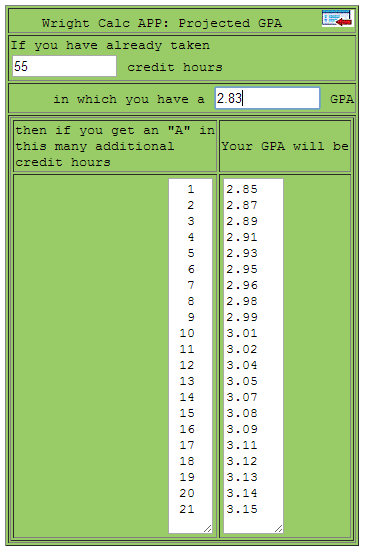 Wright Calc APP: Projected GPA
If you have already taken
55 credit hours
in which you have a 2.83 GPA
then if you get an "A" in
this many additional
credit hours
Your GPA will be
1 2.85
2 2.87
3 2.89
4 2.91
5 2.93
6 2.95
7 2.96
8 2.98
9 2.99
10 3.01
11 3.02
12 3.04
13 3.05
14 3.07
15 3.08
16 3.09
17 3.11
18 3.12
19 3.13
20 3.14
21 3.15